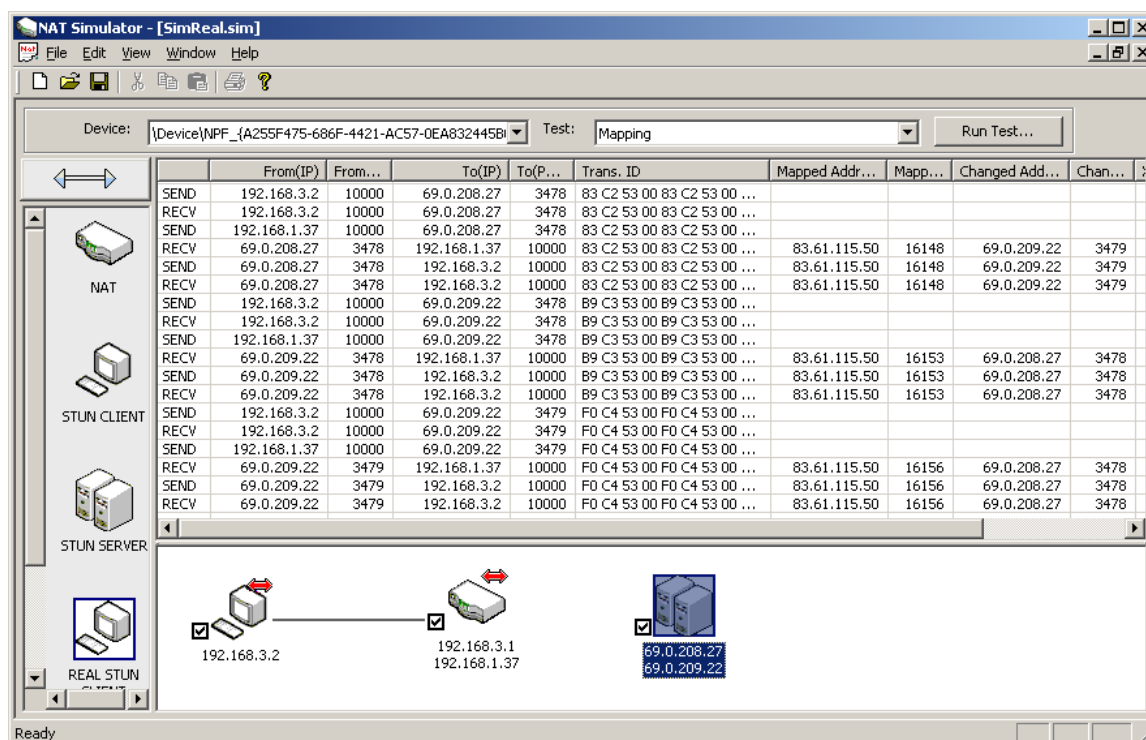 NAT Simulator - [SimReal.sim]
File Edit View Window Help
Device: \Device\NPF_{A255F475-686F-4421-AC57-0EA832445B Test: Mapping Run Test...
From(IP) From... To(IP) To(P... Trans. ID Mapped Addr... Mapp... Changed Add... Chan...
SEND 192.168.3.2 10000 69.0.208.27 3478 83 C2 53 00 83 C2 53 00 ...
RECV 192.168.3.2 10000 69.0.208.27 3478 83 C2 53 00 83 C2 53 00 ...
SEND 192.168.1.37 10000 69.0.208.27 3478 83 C2 53 00 83 C2 53 00 ...
RECV 69.0.208.27 3478 192.168.1.37 10000 83 C2 53 00 83 C2 53 00 ... 83.61.115.50 16148 69.0.209.22 3479
SEND 69.0.208.27 3478 192.168.3.2 10000 83 C2 53 00 83 C2 53 00 ... 83.61.115.50 16148 69.0.209.22 3479
RECV 69.0.208.27 3478 192.168.3.2 10000 83 C2 53 00 83 C2 53 00 ... 83.61.115.50 16148 69.0.209.22 3479
SEND 192.168.3.2 10000 69.0.209.22 3478 B9 C3 53 00 B9 C3 53 00 ...
RECV 192.168.3.2 10000 69.0.209.22 3478 B9 C3 53 00 B9 C3 53 00 ...
SEND 192.168.1.37 10000 69.0.209.22 3478 B9 C3 53 00 B9 C3 53 00 ...
RECV 69.0.209.22 3478 192.168.1.37 10000 B9 C3 53 00 B9 C3 53 00 ... 83.61.115.50 16153 69.0.208.27 3478
SEND 69.0.209.22 3478 192.168.3.2 10000 B9 C3 53 00 B9 C3 53 00 ... 83.61.115.50 16153 69.0.208.27 3478
RECV 69.0.209.22 3478 192.168.3.2 10000 B9 C3 53 00 B9 C3 53 00 ... 83.61.115.50 16153 69.0.208.27 3478
SEND 192.168.3.2 10000 69.0.209.22 3479 F0 C4 53 00 F0 C4 53 00 ...
RECV 192.168.3.2 10000 69.0.209.22 3479 F0 C4 53 00 F0 C4 53 00 ...
SEND 192.168.1.37 10000 69.0.209.22 3479 F0 C4 53 00 F0 C4 53 00 ...
RECV 69.0.209.22 3479 192.168.1.37 10000 F0 C4 53 00 F0 C4 53 00 ... 83.61.115.50 16156 69.0.208.27 3478
SEND 69.0.209.22 3479 192.168.3.2 10000 F0 C4 53 00 F0 C4 53 00 ... 83.61.115.50 16156 69.0.208.27 3478
RECV 69.0.209.22 3479 192.168.3.2 10000 F0 C4 53 00 F0 C4 53 00 ... 83.61.115.50 16156 69.0.208.27 3478
NAT
STUN CLIENT
STUN SERVER
REAL STUN
192.168.3.2
192.168.3.1
192.168.1.37
69.0.208.27
69.0.209.22
Ready